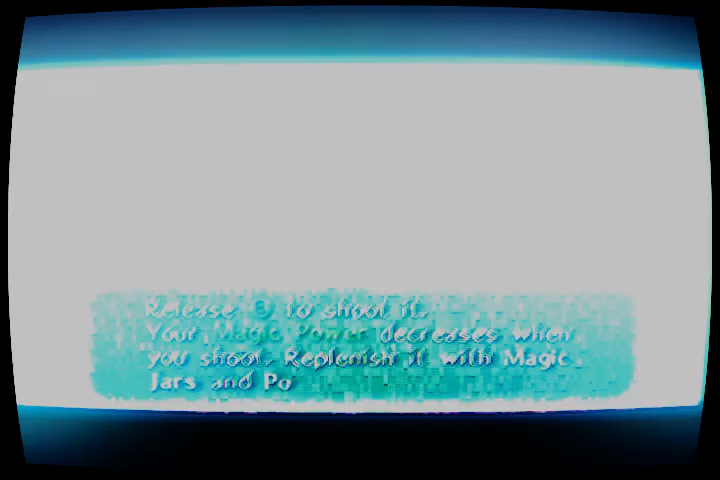 Release Ⓑ to shoot it.
Your Magic Power decreases when
you shoot. Replenish it with Magic
Jars and Po